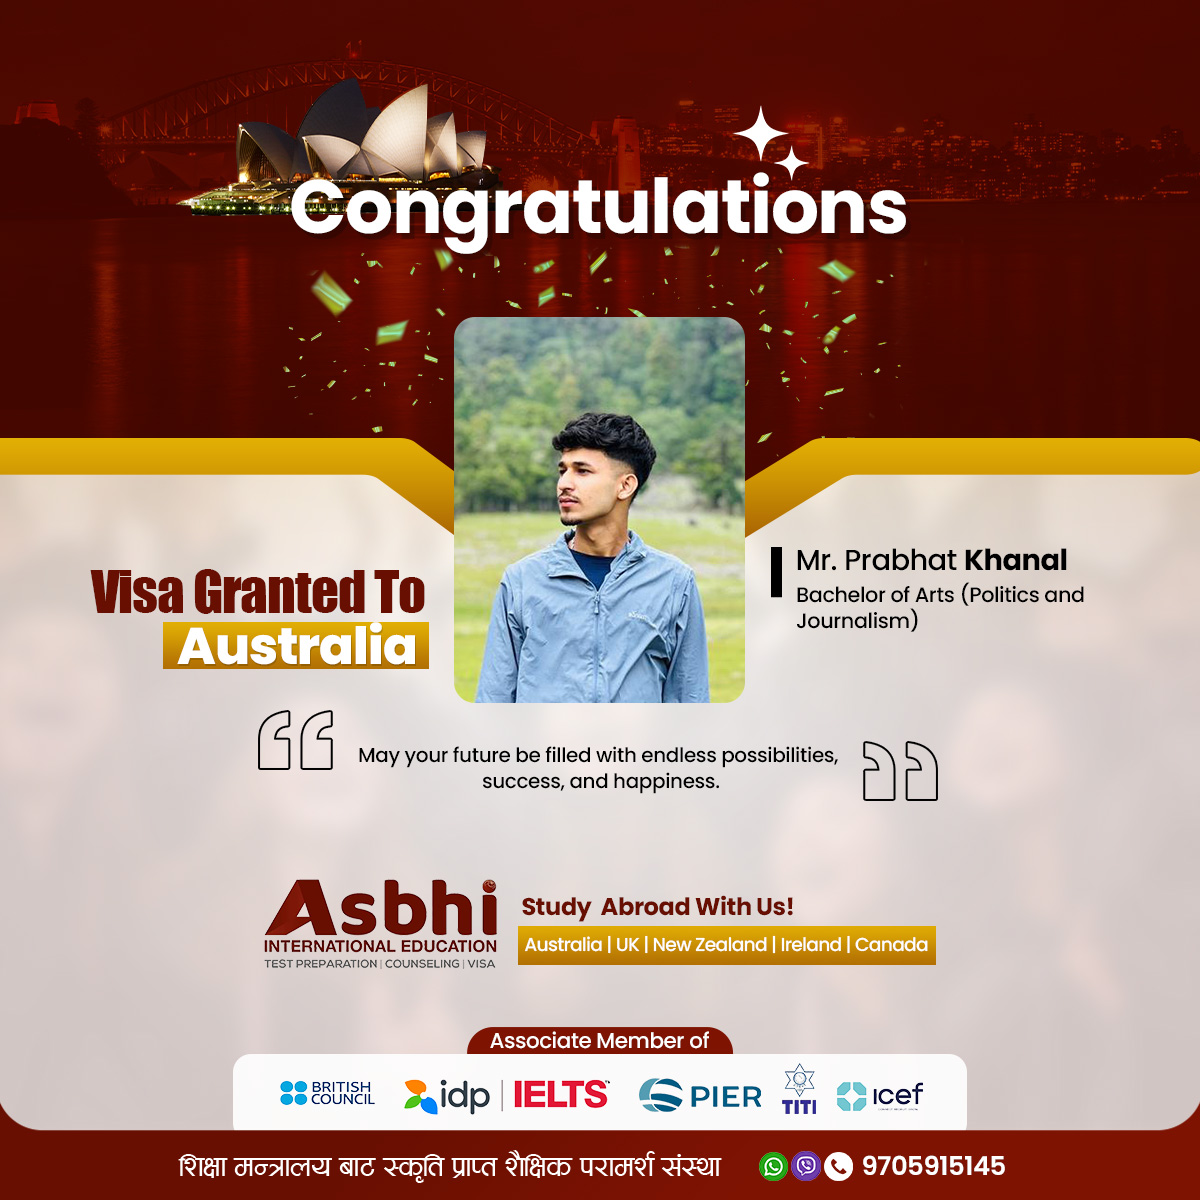 Congratulations
Visa Granted To
Australia
Mr. Prabhat Khanal
Bachelor of Arts (Politics and
Journalism)
May your future be filled with endless possibilities,
success, and happiness.
Asbhi
INTERNATIONAL EDUCATION
TEST PREPARATION | COUNSELING | VISA
Study Abroad With Us!
Australia | UK | New Zealand | Ireland | Canada
Associate Member of
BRITISH
COUNCIL
idp | IELTS™
PIER
TITI
icef
शिक्षा मन्त्रालय बाट स्कृति प्राप्त शैक्षिक परामर्श संस्था
9705915145